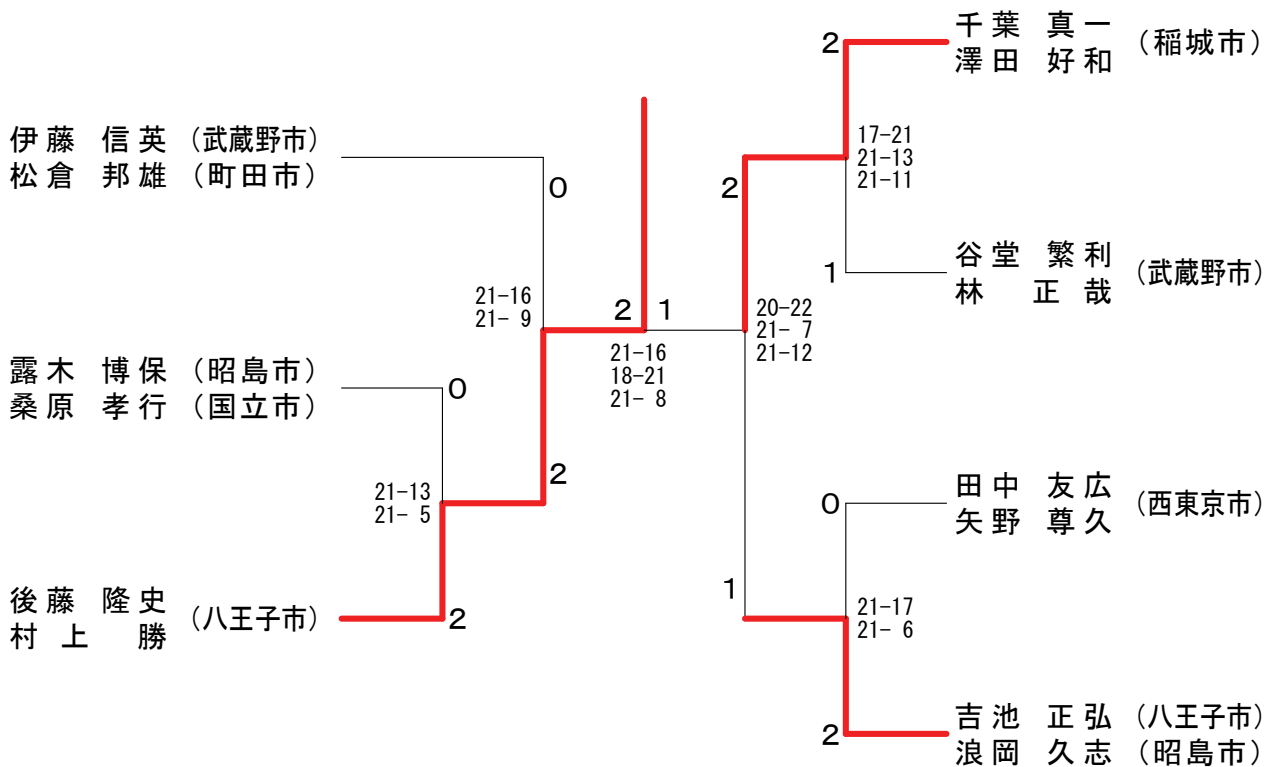 伊藤 信英 (武蔵野市)
松倉 邦雄 (町田市)
0
21-16
21- 9
露木 博保 (昭島市)
桑原 孝行 (国立市)
0
21-13
21- 5
2
後藤 隆史
村上 勝
(八王子市)
2
2
1
21-16
18-21
21- 8
千葉 真一
澤田 好和
(稲城市)
2
17-21
21-13
21-11
2
谷堂 繁利
林 正哉
(武蔵野市)
1
20-22
21- 7
21-12
田中 友広
矢野 尊久
(西東京市)
0
1
21-17
21- 6
吉池 正弘 (八王子市)
浪岡 久志 (昭島市)
2